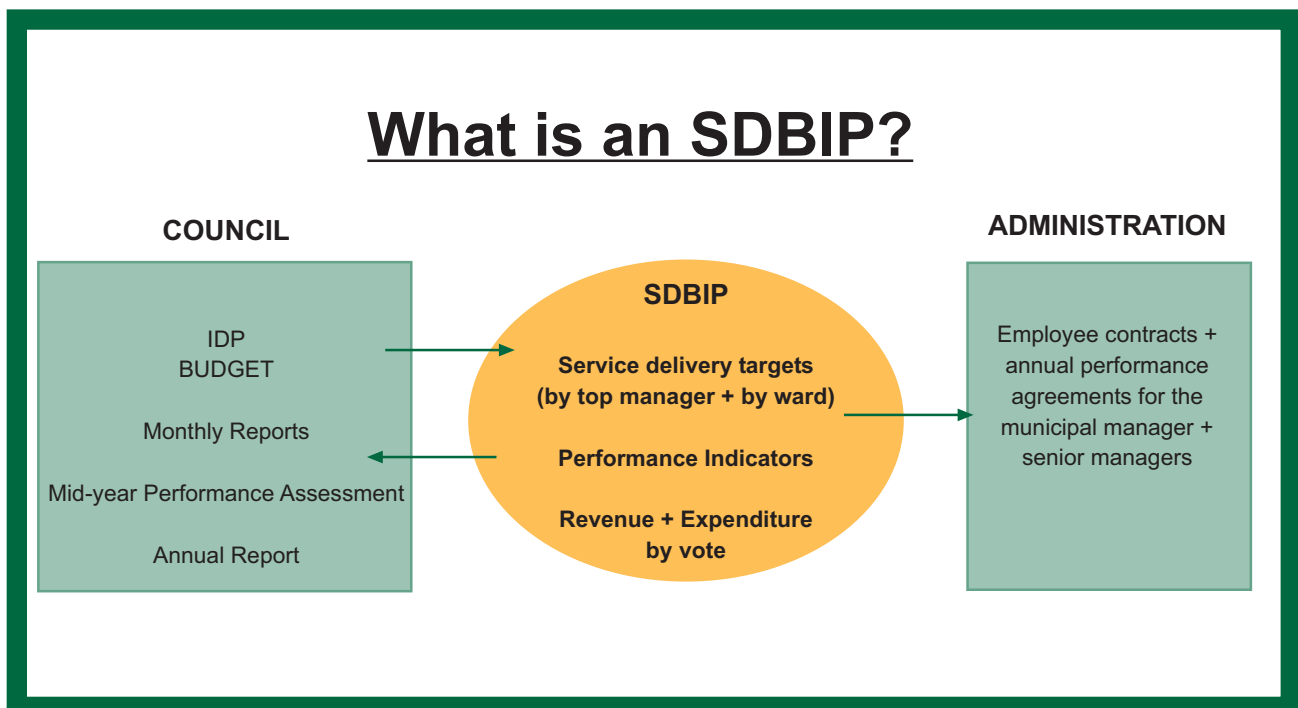 What is an SDBIP?
COUNCIL
IDP
BUDGET
Monthly Reports
Mid-year Performance Assessment
Annual Report
SDBIP
Service delivery targets
(by top manager + by ward)
Performance Indicators
Revenue + Expenditure
by vote
ADMINISTRATION
Employee contracts +
annual performance
agreements for the
municipal manager +
senior managers